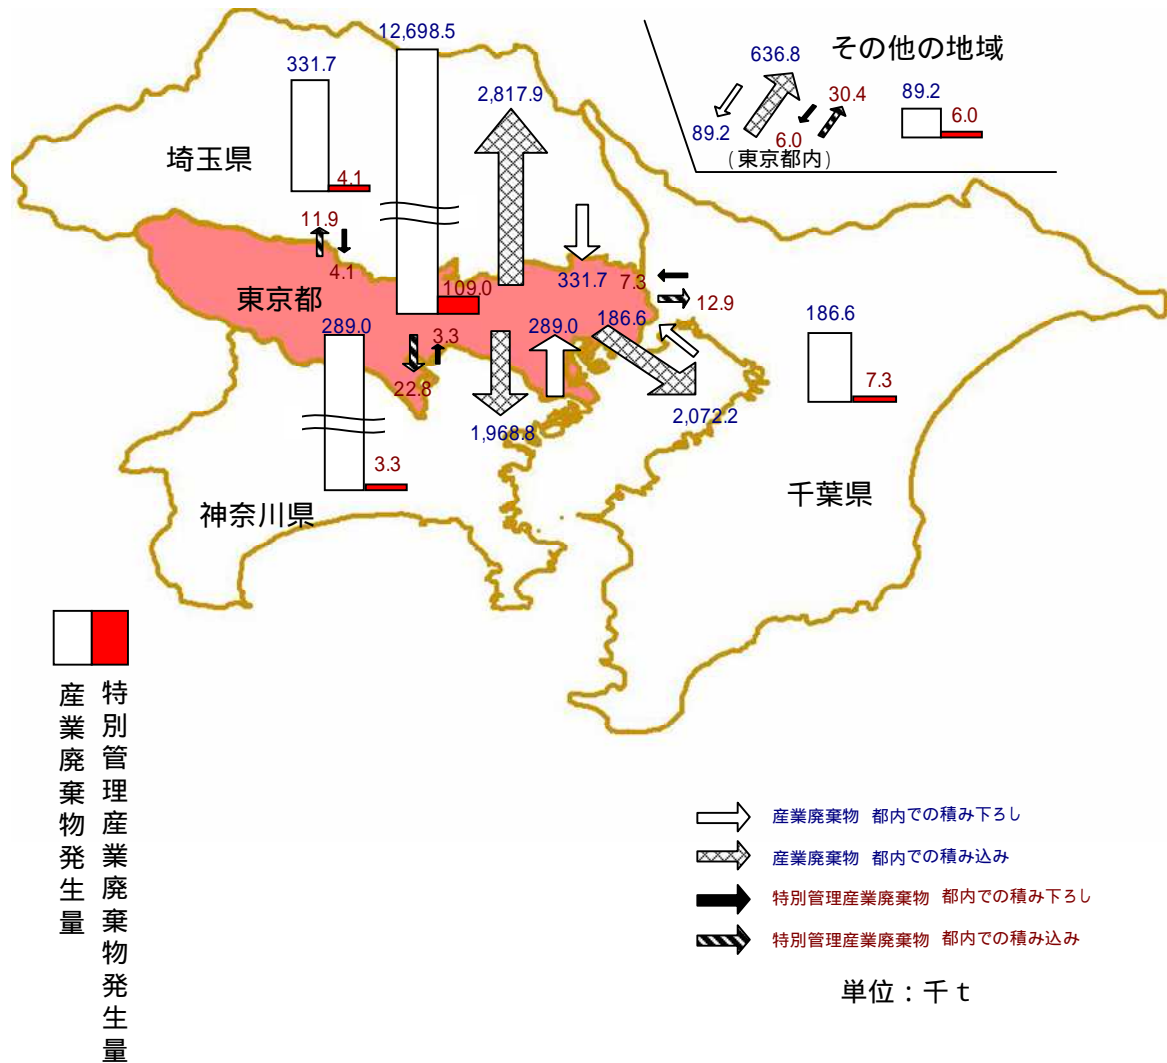 12,698.5
331.7
2,817.9
埼玉県
4.1
11.9
4.1
東京都
109.0
331.7
7.3
12.9
289.0
3.3
22.8
289.0
186.6
1,968.8
2,072.2
3.3
神奈川県
その他の地域
636.8
30.4
89.2
6.0
89.2
6.0
(東京都内)
186.6
7.3
千葉県
産業廃棄物発生量
特別管理産業廃棄物発生量
産業廃棄物 都内での積み下ろし
産業廃棄物 都内での積み込み
特別管理産業廃棄物 都内での積み下ろし
特別管理産業廃棄物 都内での積み込み
単位:千t